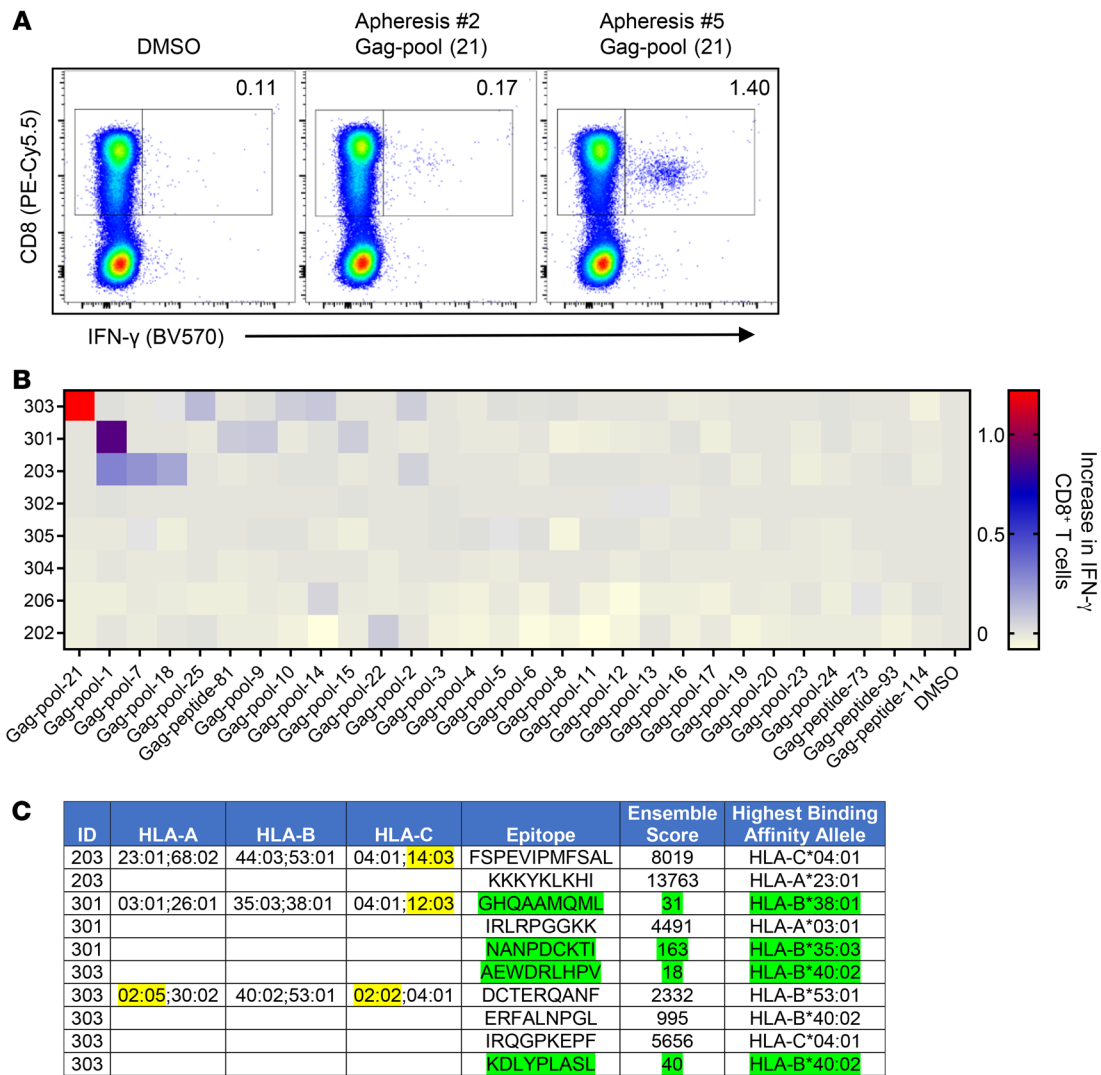 A
DMSO
Apheresis #2
Gag-pool (21)
Apheresis #5
Gag-pool (21)
0.11
0.17
1.40
CD8 (PE-Cy5.5)
IFN-γ (BV570)
B
303
301
203
302
305
304
206
202
Gag-pool-21
Gag-pool-1
Gag-pool-7
Gag-pool-18
Gag-pool-25
Gag-peptide-81
Gag-pool-9
Gag-pool-10
Gag-pool-14
Gag-pool-15
Gag-pool-22
Gag-pool-2
Gag-pool-3
Gag-pool-4
Gag-pool-5
Gag-pool-6
Gag-pool-8
Gag-pool-11
Gag-pool-12
Gag-pool-13
Gag-pool-16
Gag-pool-17
Gag-pool-19
Gag-pool-20
Gag-pool-23
Gag-pool-24
Gag-peptide-73
Gag-peptide-93
Gag-peptide-114
DMSO
1.0
0.5
0
Increase in IFN-γ
CD8⁺ T cells
C
ID HLA-A HLA-B HLA-C Epitope Ensemble Score Highest Binding Affinity Allele
203 23:01;68:02 44:03;53:01 04:01;14:03 FSPEVIPMFSAL 8019 HLA-C*04:01
203 KKKYKLKHI 13763 HLA-A*23:01
301 03:01;26:01 35:03;38:01 04:01;12:03 GHQAAMQML 31 HLA-B*38:01
301 IRLRPGGKK 4491 HLA-A*03:01
301 NANPDCKTI 163 HLA-B*35:03
303 AEWDRLHPV 18 HLA-B*40:02
303 02:05;30:02 40:02;53:01 02:02;04:01 DCTERQANF 2332 HLA-B*53:01
303 ERFALNPGL 995 HLA-B*40:02
303 IRQGPKEPF 5656 HLA-C*04:01
303 KDLYPLASL 40 HLA-B*40:02